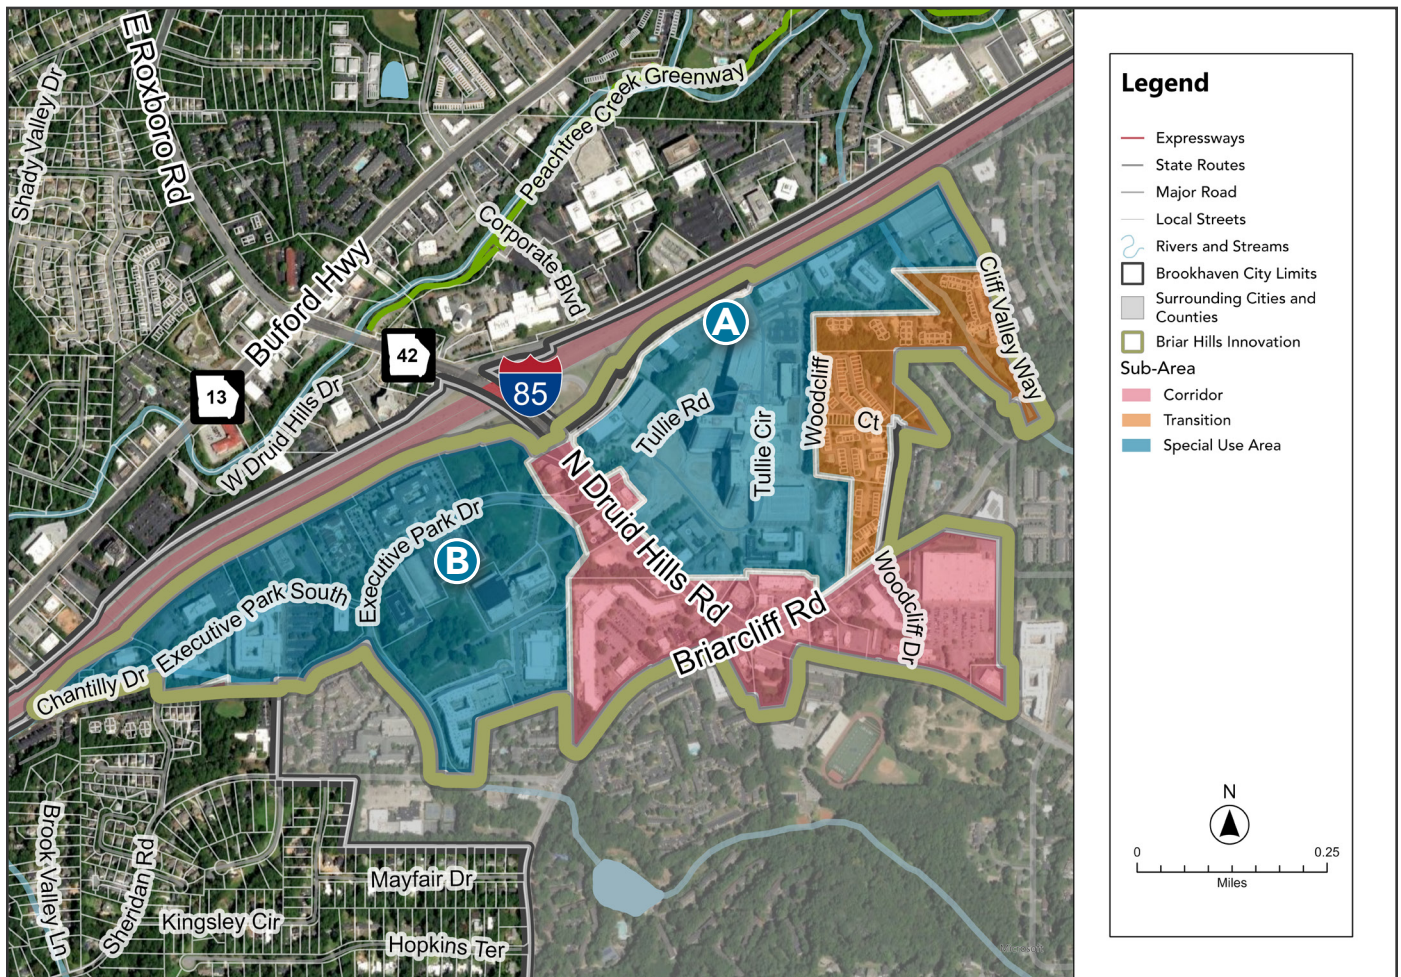 Shady Valley Dr
E Roxboro Rd
Peachtree Creek Greenway
Corporate Blvd
Buford Hwy
42
13
85
W Druid Hills Dr
A
B
Cliff Valley Way
Woodcliff
Ct
Tullie Rd
Tullie Cir
N Druid Hills Rd
Executive Park Dr
Executive Park South
Chantilly Dr
Briarcliff Rd
Woodcliff Dr
Brook Valley Ln
Sheridan Rd
Kingsley Cir
Mayfair Dr
Hopkins Ter
Microsoft
Legend
Expressways
State Routes
Major Road
Local Streets
Rivers and Streams
Brookhaven City Limits
Surrounding Cities and
Counties
Briar Hills Innovation
Sub-Area
Corridor
Transition
Special Use Area
N
0 0.25
Miles